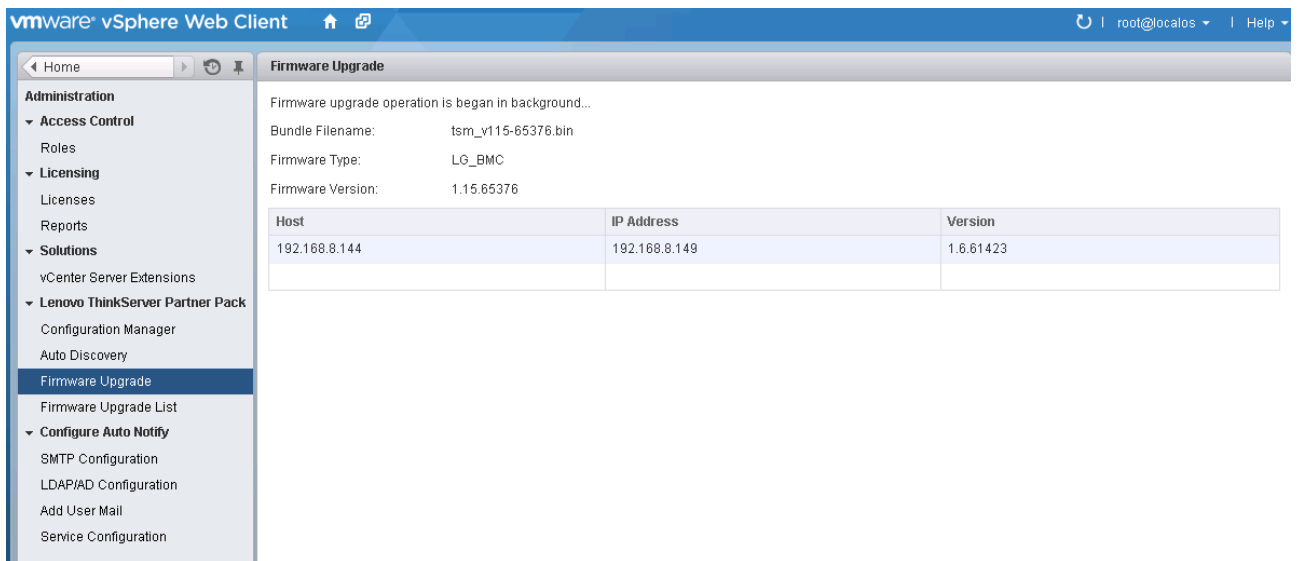 vmware® vSphere Web Client
root@localos
Help
Home
Firmware Upgrade
Administration
Access Control
Roles
Licensing
Licenses
Reports
Solutions
vCenter Server Extensions
Lenovo ThinkServer Partner Pack
Configuration Manager
Auto Discovery
Firmware Upgrade
Firmware Upgrade List
Configure Auto Notify
SMTP Configuration
LDAP/AD Configuration
Add User Mail
Service Configuration
Firmware upgrade operation is began in background...
Bundle Filename: tsm_v115-65376.bin
Firmware Type: LG_BMC
Firmware Version: 1.15.65376
Host IP Address Version
192.168.8.144 192.168.8.149 1.6.61423